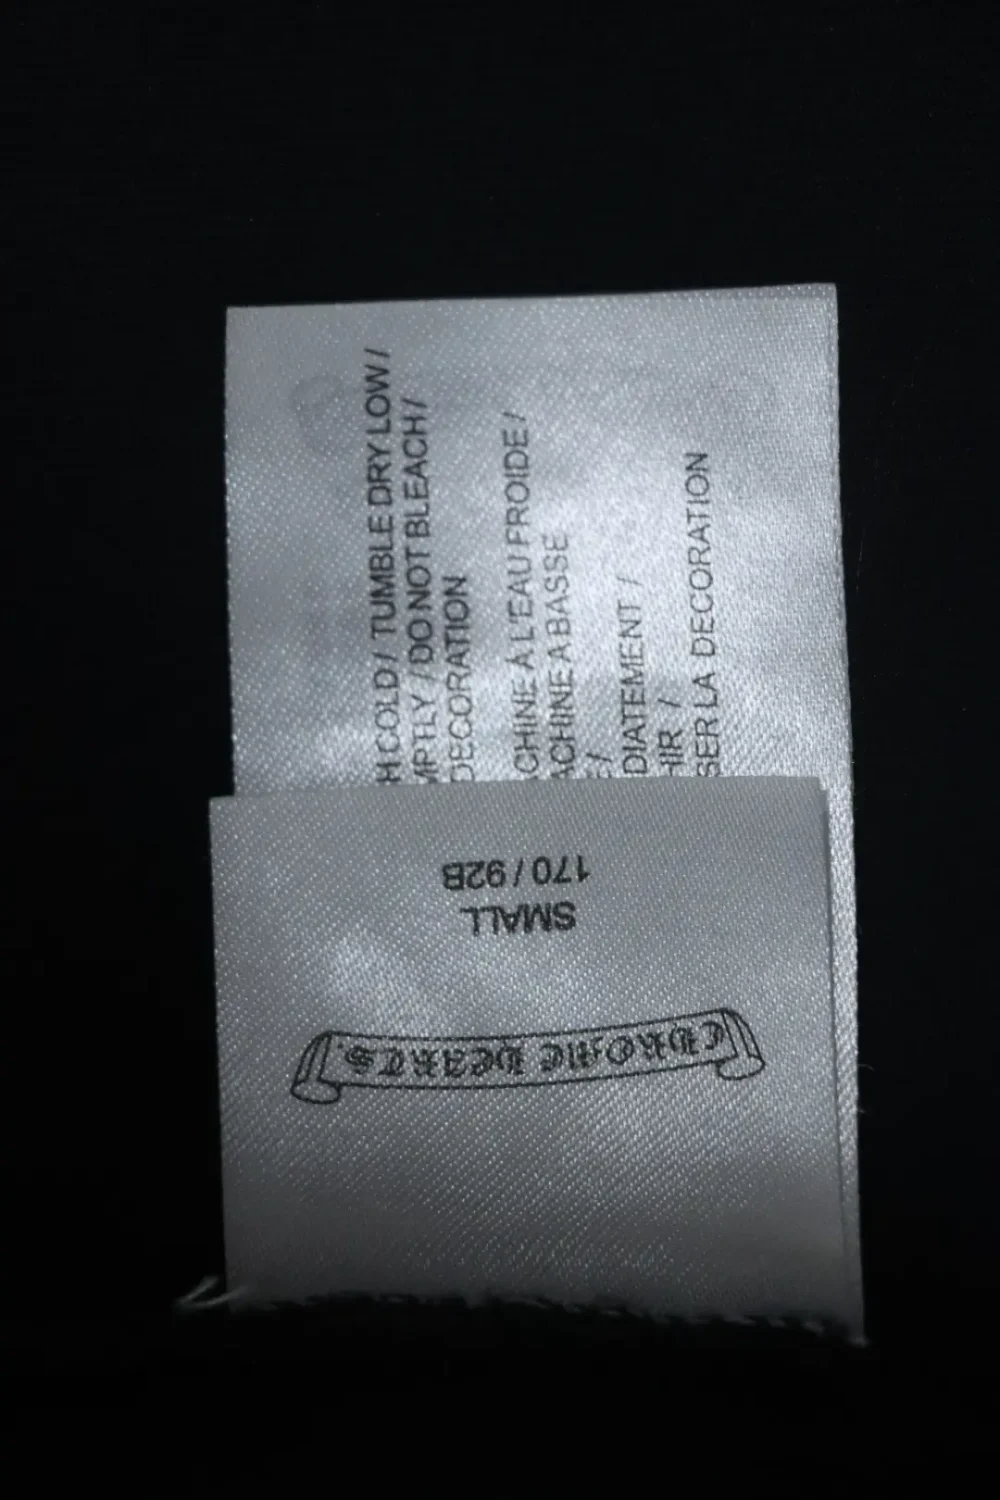 H COLD / TUMBLE DRY LOW /
MPTLY / DO NOT BLEACH /
DECORATION
CHINE À L'EAU FROIDE /
ACHINE A BASSE
E /
DIATEMENT /
HIR /
SER LA DECORATION
CHROME HEARTS
SMALL
170 / 92B